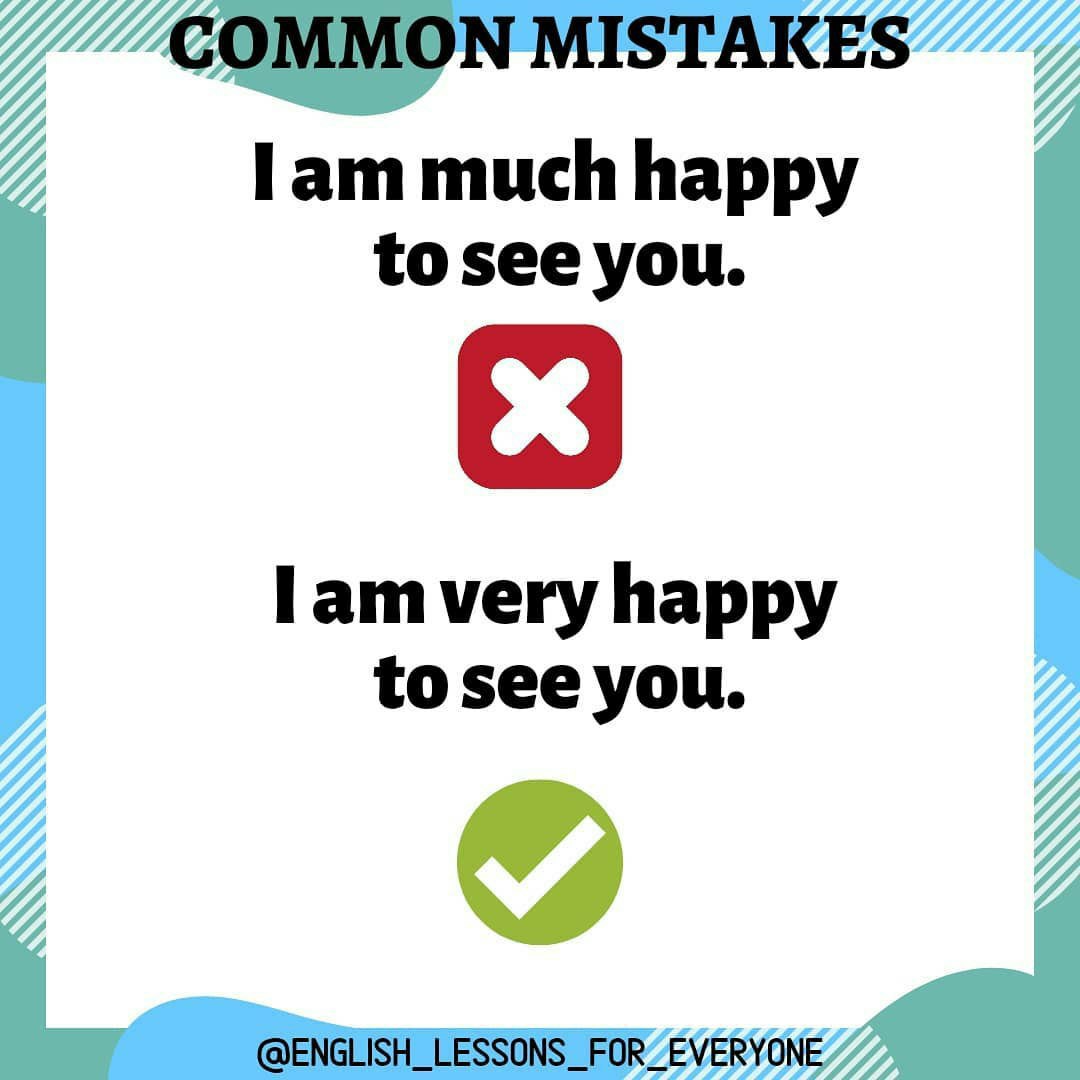 COMMON MISTAKES
I am much happy
to see you.
I am very happy
to see you.
@ENGLISH_LESSONS_FOR_EVERYONE